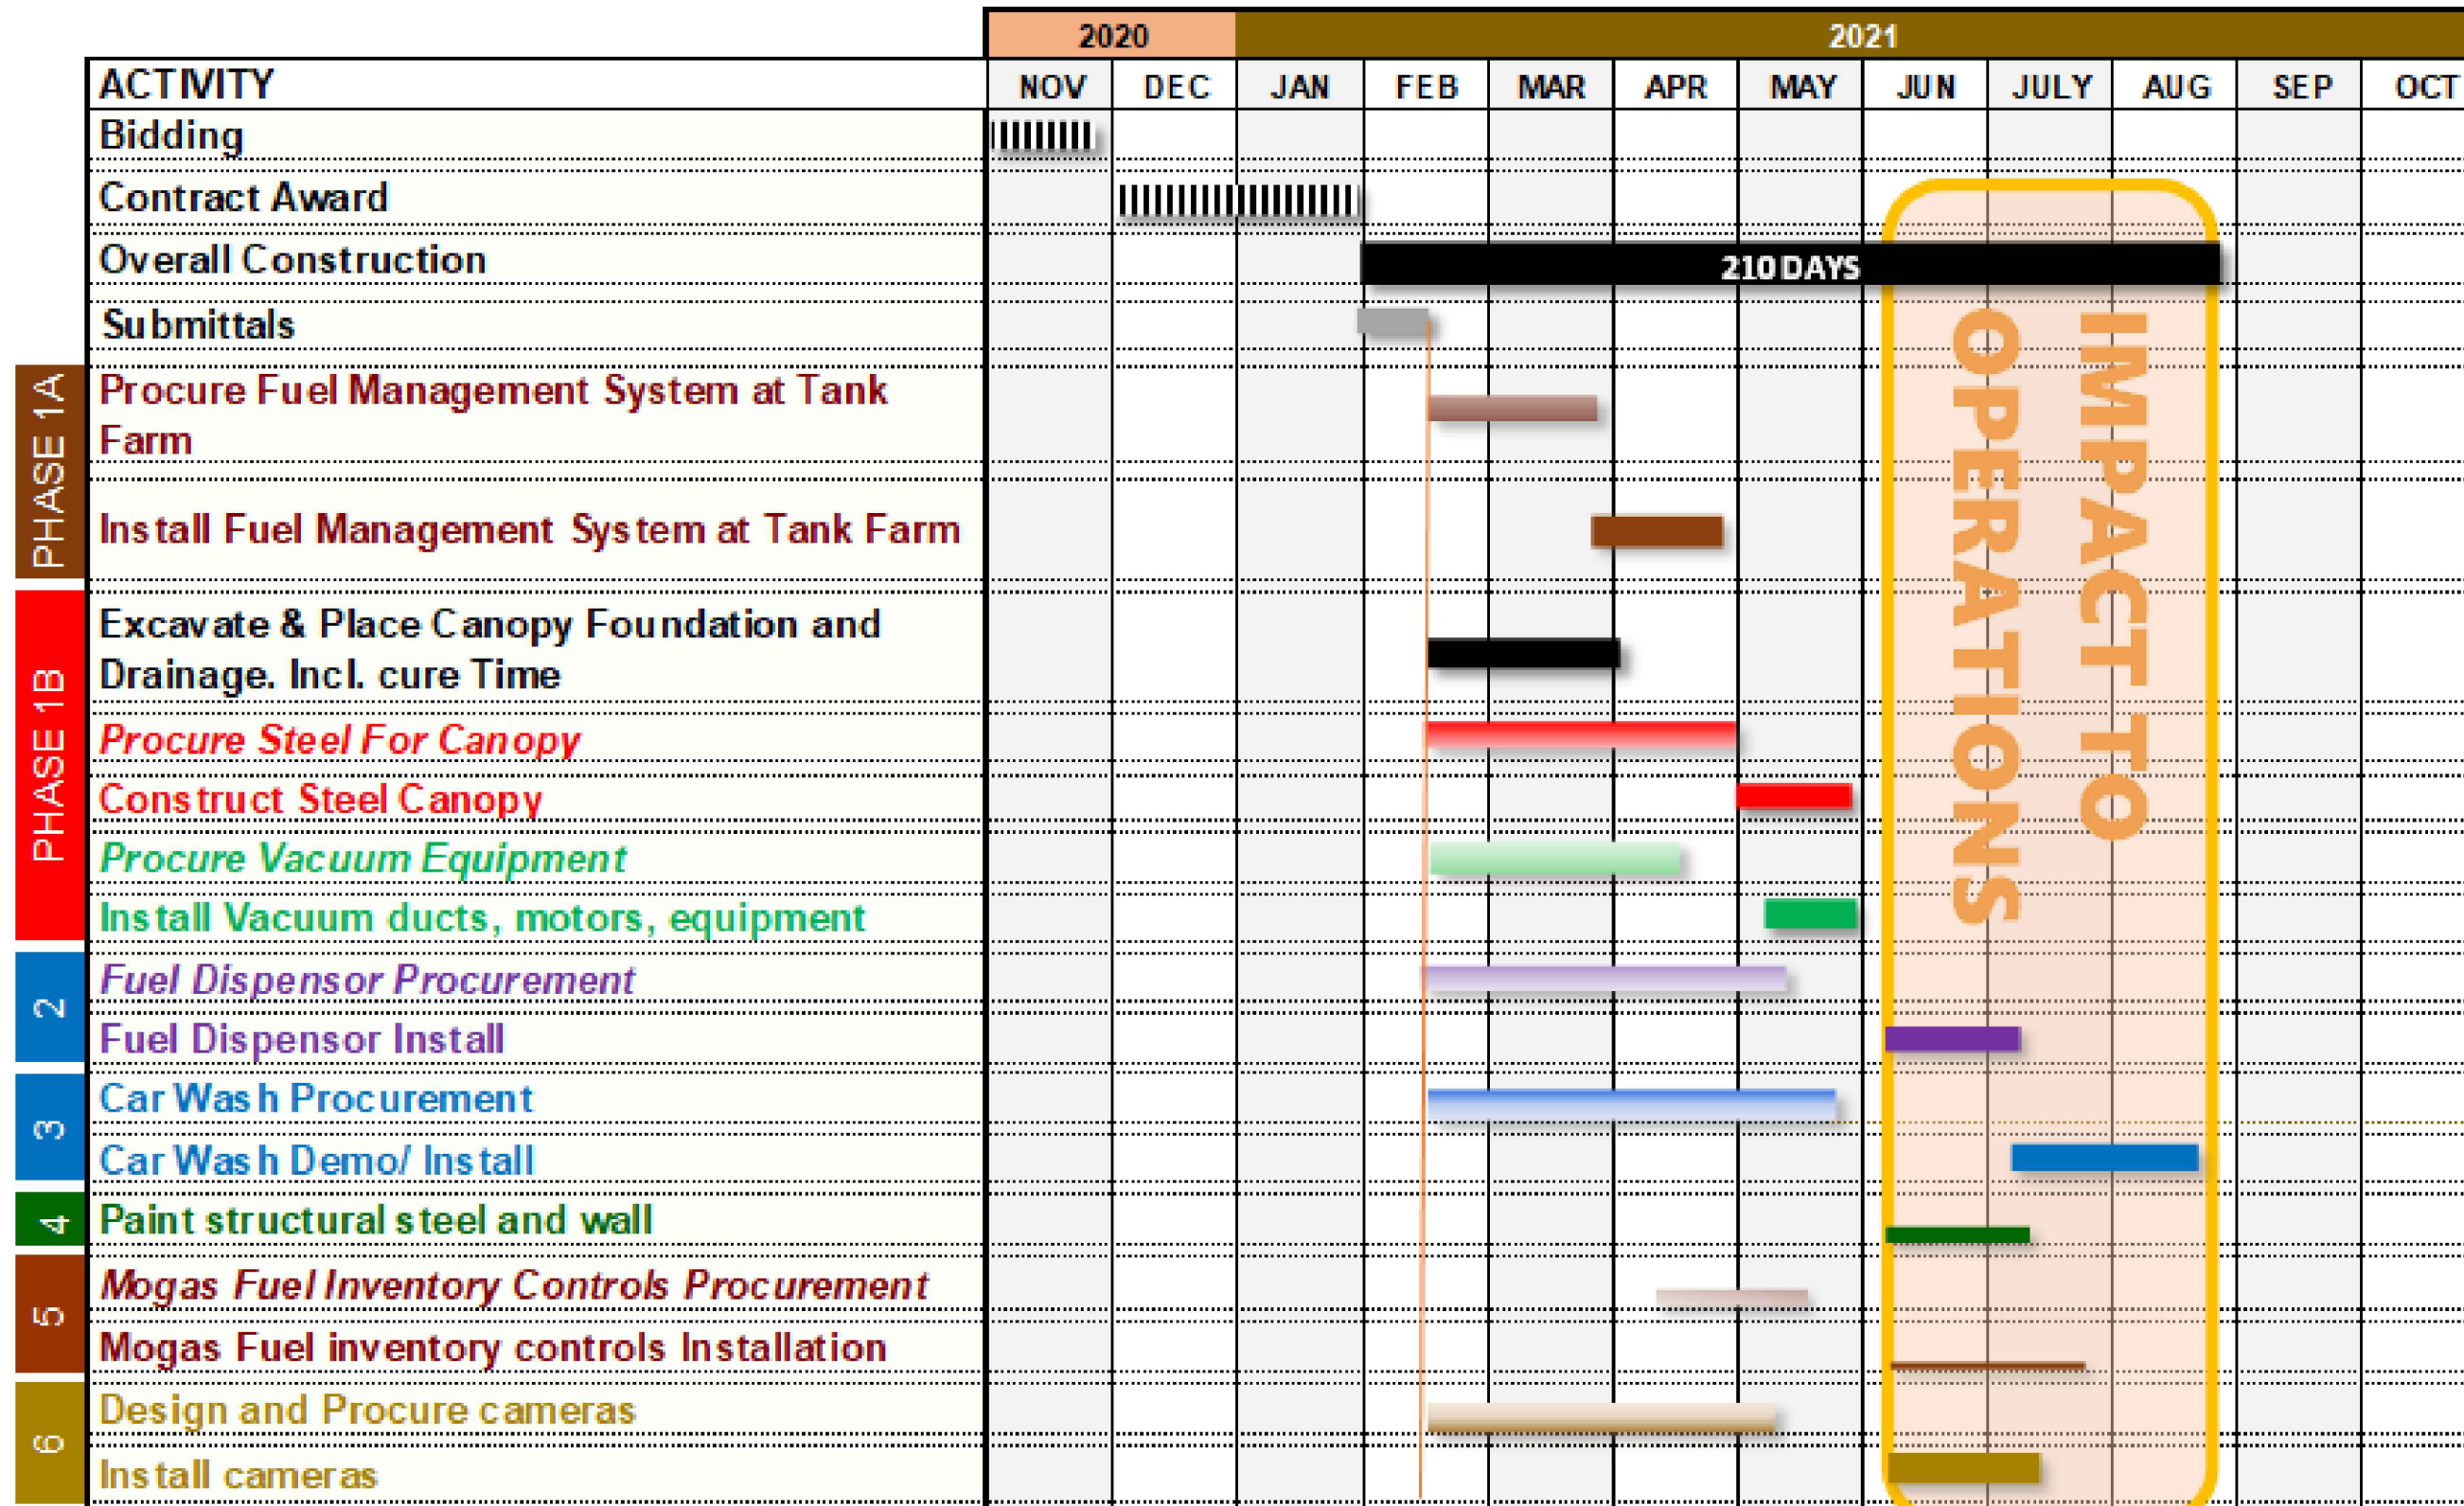 2020 2021
ACTIVITY NOV DEC JAN FEB MAR APR MAY JUN JULY AUG SEP OCT
Bidding
Contract Award
Overall Construction 210 DAYS
Submittals
PHASE 1A
Procure Fuel Management System at Tank
Farm
Install Fuel Management System at Tank Farm
PHASE 1B
Excavate & Place Canopy Foundation and
Drainage. Incl. cure Time
Procure Steel For Canopy
Construct Steel Canopy
Procure Vacuum Equipment
Install Vacuum ducts, motors, equipment
2
Fuel Dispensor Procurement
Fuel Dispensor Install
3
Car Wash Procurement
Car Wash Demo/ Install
4
Paint structural steel and wall
5
Mogas Fuel Inventory Controls Procurement
Mogas Fuel inventory controls Installation
6
Design and Procure cameras
Install cameras
IMPACT TO
OPERATIONS